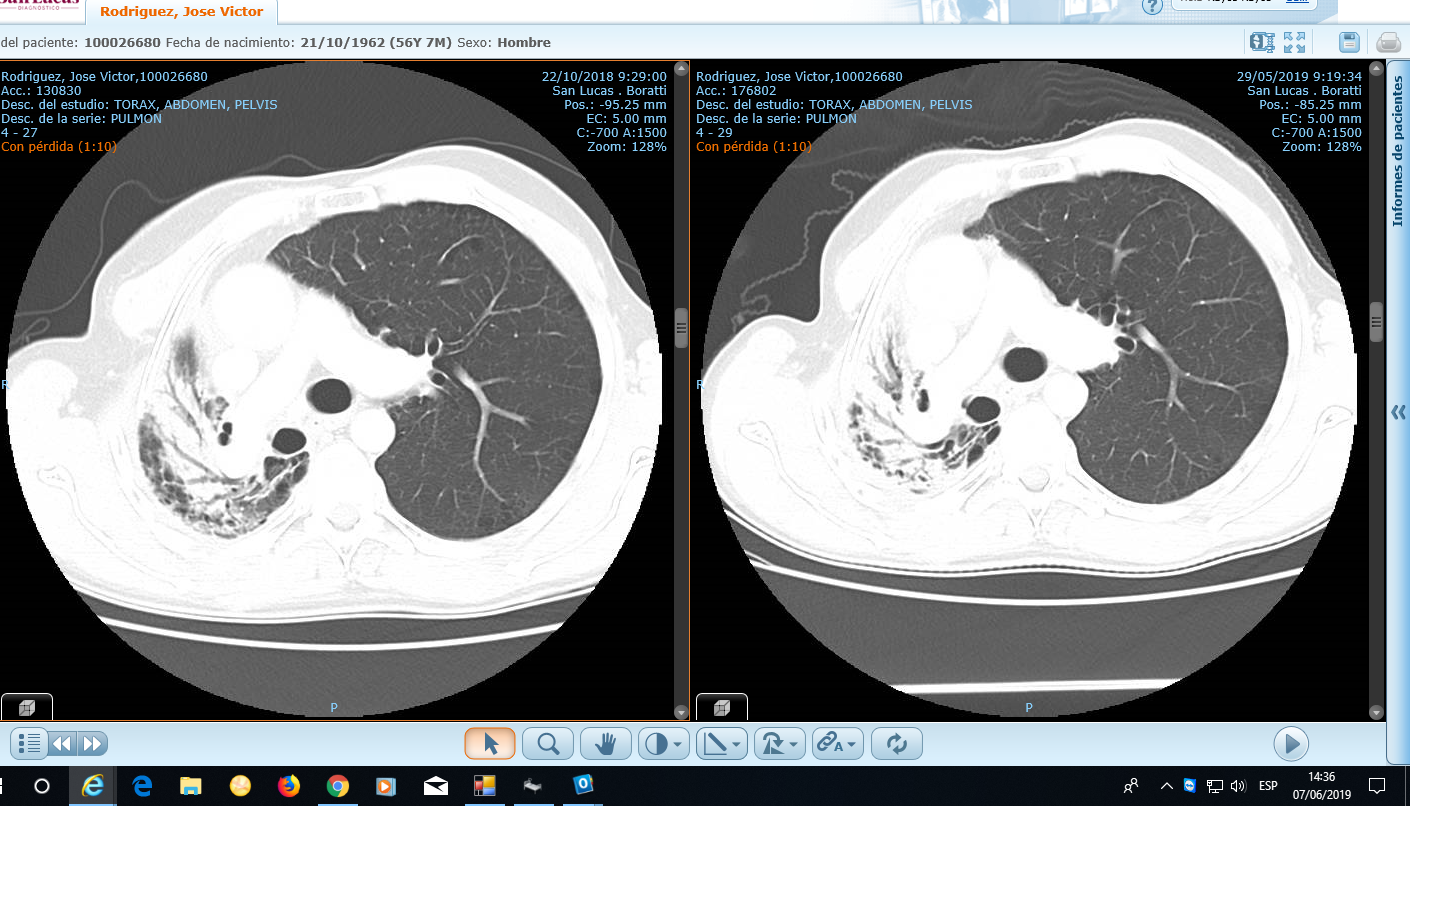 San Lucas
DIAGNOSTICO
Rodriguez, Jose Victor
?
del paciente: 100026680 Fecha de nacimiento: 21/10/1962 (56Y 7M) Sexo: Hombre
Rodriguez, Jose Victor,100026680
Acc.: 130830
Desc. del estudio: TORAX, ABDOMEN, PELVIS
Desc. de la serie: PULMON
4 - 27
Con pérdida (1:10)
22/10/2018 9:29:00
San Lucas . Boratti
Pos.: -95.25 mm
EC: 5.00 mm
C:-700 A:1500
Zoom: 128%
R
P
Rodriguez, Jose Victor,100026680
Acc.: 176802
Desc. del estudio: TORAX, ABDOMEN, PELVIS
Desc. de la serie: PULMON
4 - 29
Con pérdida (1:10)
29/05/2019 9:19:34
San Lucas . Boratti
Pos.: -85.25 mm
EC: 5.00 mm
C:-700 A:1500
Zoom: 128%
R
P
Informes de pacientes
A
ESP
14:36
07/06/2019